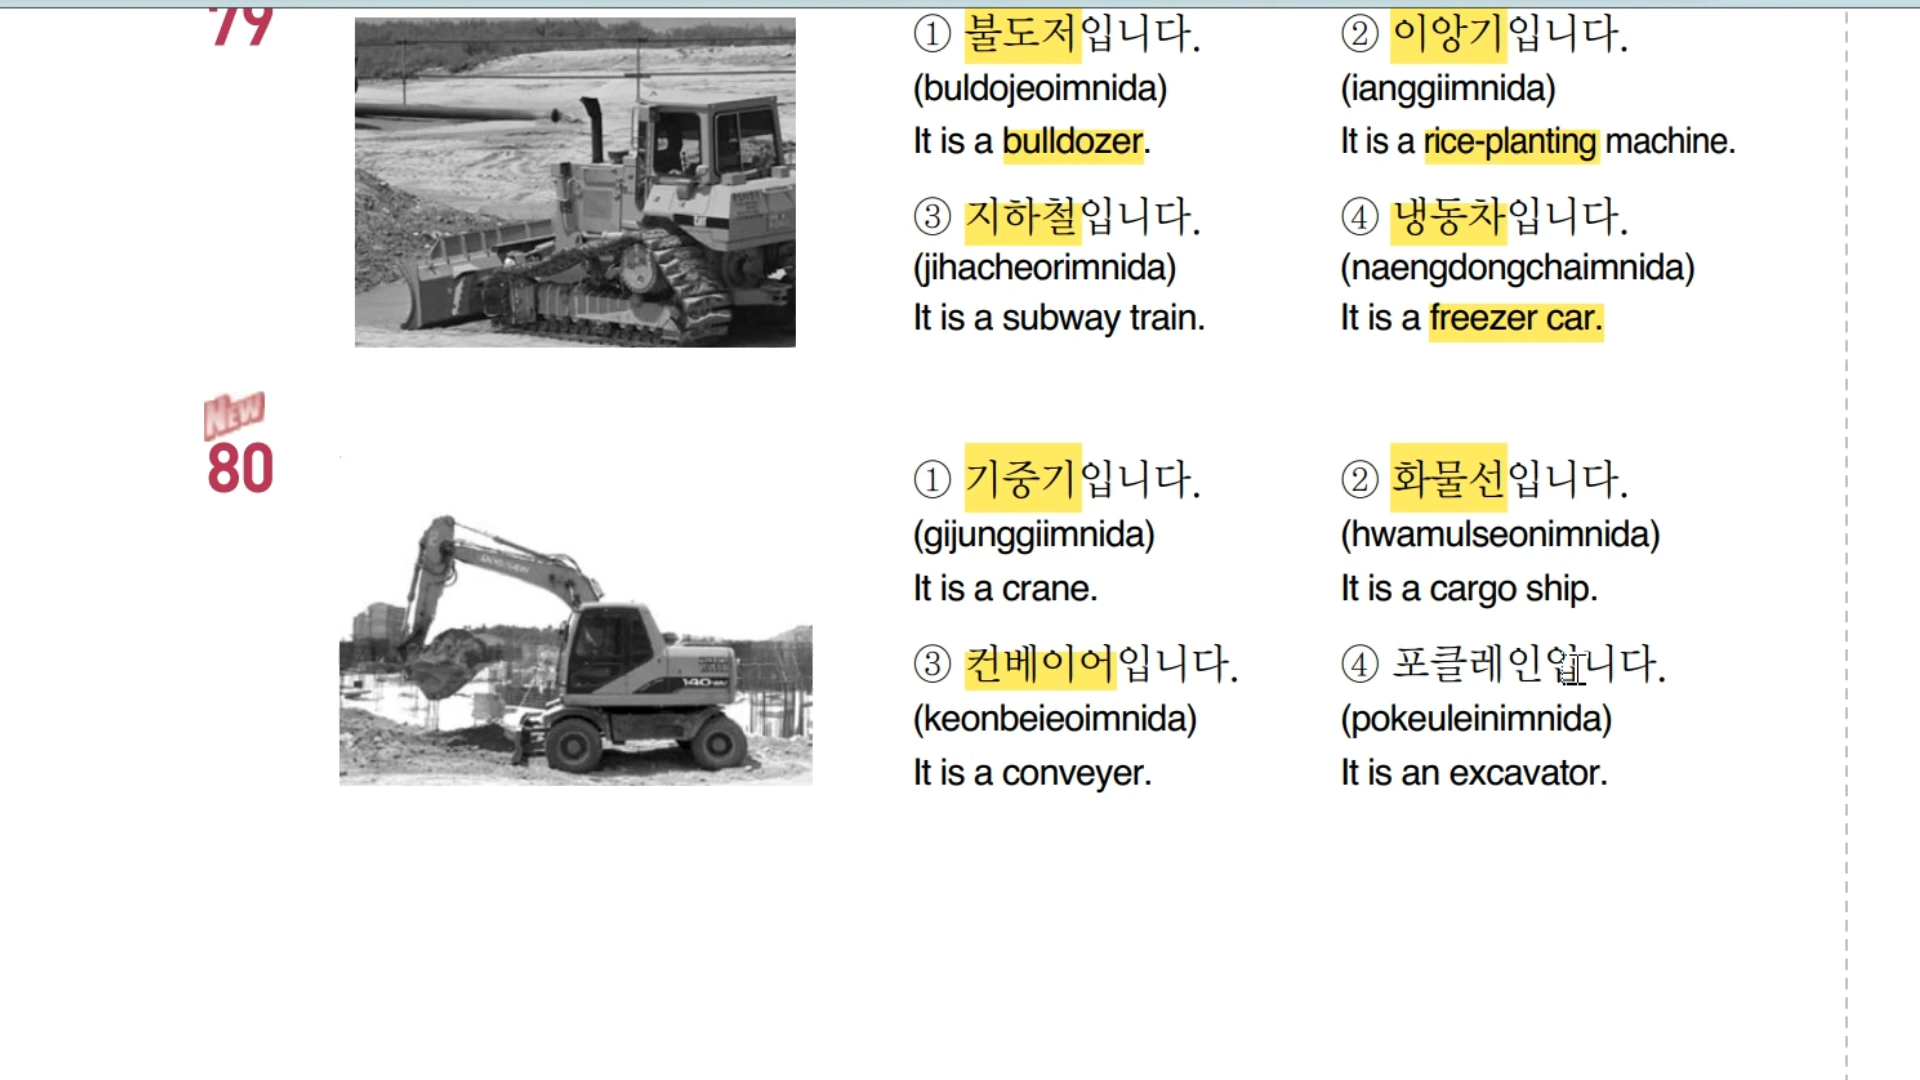 79
① 불도저입니다. ② 이앙기입니다.
(buldojeoimnida) (ianggiimnida)
It is a bulldozer. It is a rice-planting machine.
③ 지하철입니다. ④ 냉동차입니다.
(jihacheorimnida) (naengdongchaimnida)
It is a subway train. It is a freezer car.
NEW
80
① 기중기입니다. ② 화물선입니다.
(gijunggiimnida) (hwamulseonimnida)
It is a crane. It is a cargo ship.
③ 컨베이어입니다. ④ 포클레인입니다.
(keonbeieoimnida) (pokeuleinimnida)
It is a conveyer. It is an excavator.
140